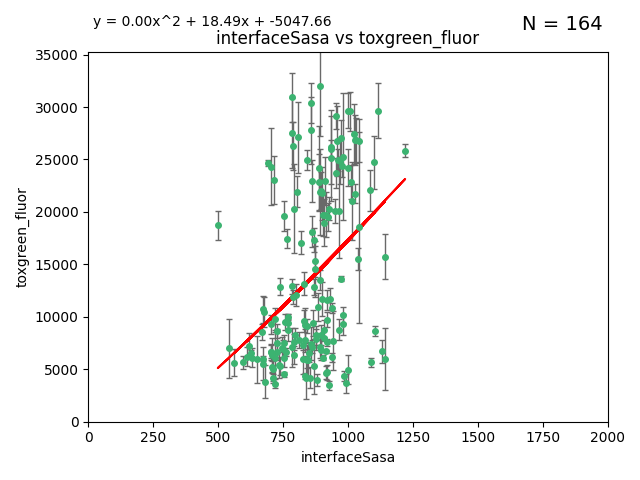 y = 0.00x^2 + 18.49x + -5047.66
N = 164
interfaceSasa vs toxgreen_fluor
35000
30000
25000
20000
15000
10000
5000
0
toxgreen_fluor
0 250 500 750 1000 1250 1500 1750 2000
interfaceSasa